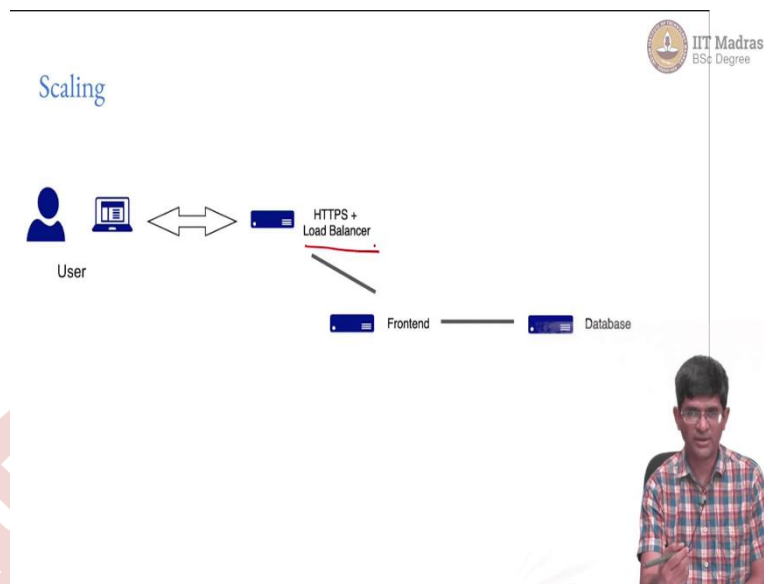 IIT Madras
BSc Degree
Scaling
HTTPS +
Load Balancer
User
Frontend
Database